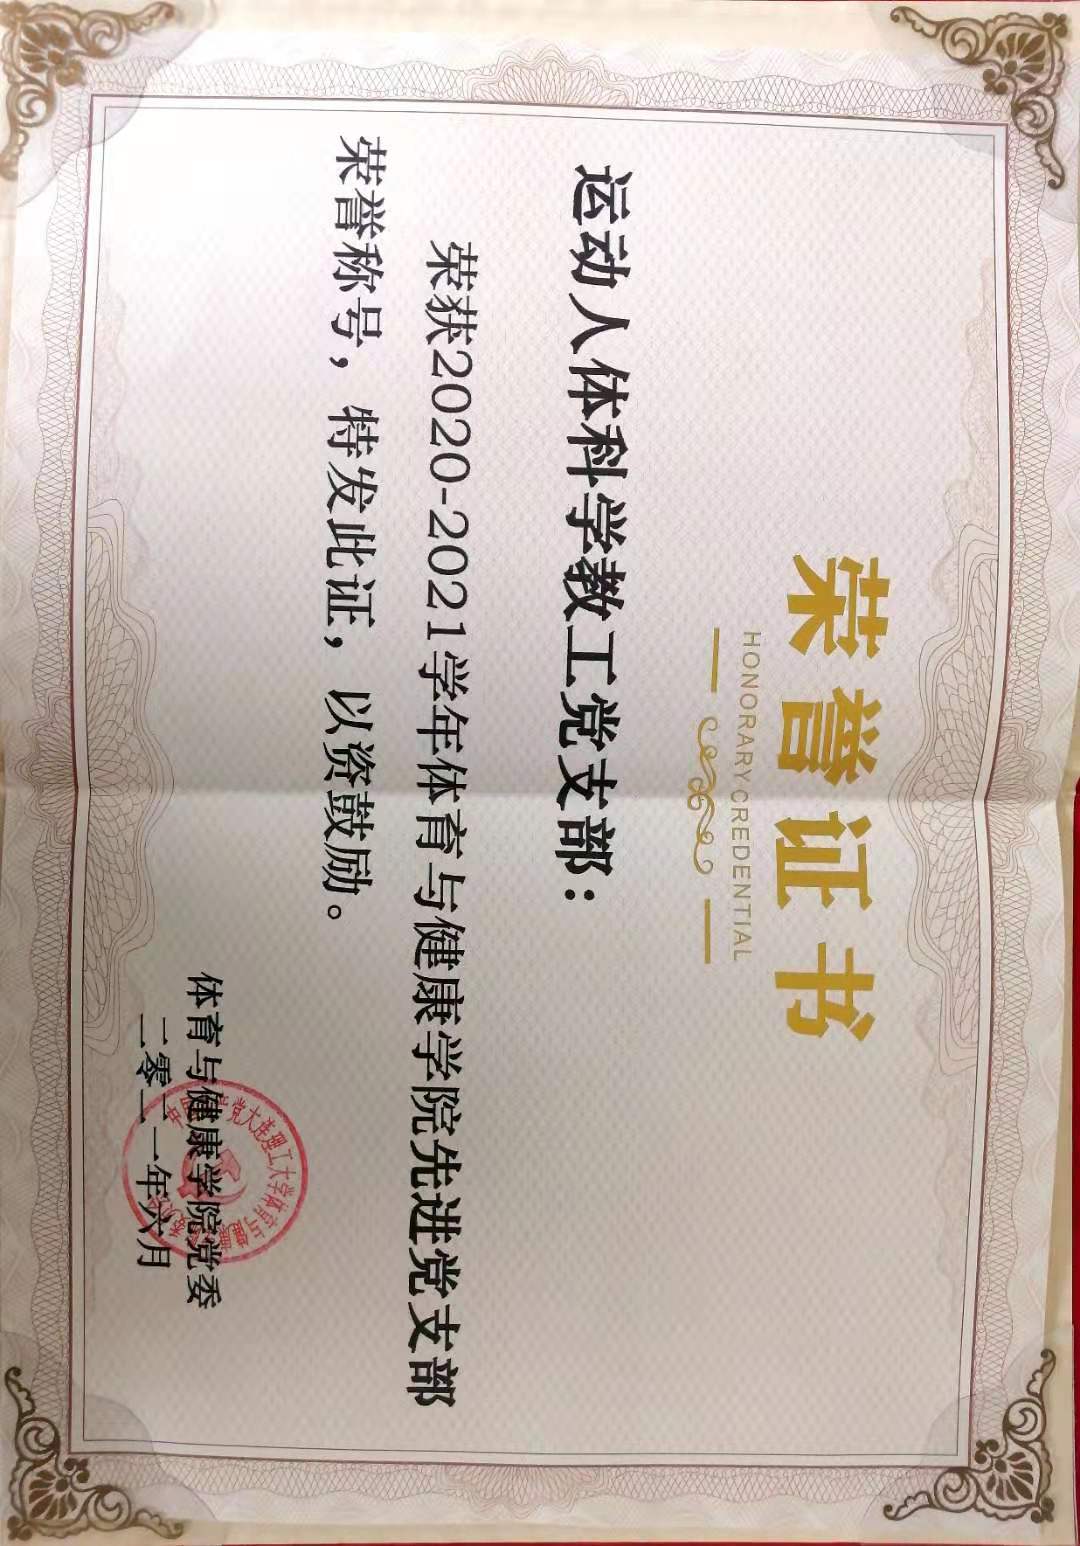 荣誉证书
HONORARY CREDENTIAL
运动人体科学教工党支部：
荣获2020-2021学年体育与健康学院先进党支部
荣誉称号，特发此证，以资鼓励。
体育与健康学院党委
二零二一年六月